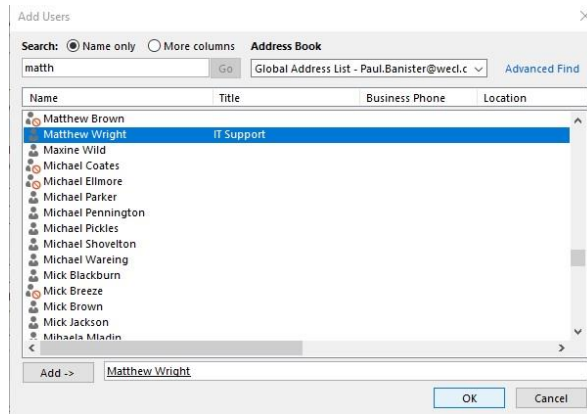 Add Users
Search: Name only More columns Address Book
matth Go Global Address List - Paul.Banister@wecl.c Advanced Find
Name Title Business Phone Location
Matthew Brown
Matthew Wright IT Support
Maxine Wild
Michael Coates
Michael Ellmore
Michael Parker
Michael Pennington
Michael Pickles
Michael Shovelton
Michael Wareing
Mick Blackburn
Mick Breeze
Mick Brown
Mick Jackson
Mihaela Mladin
Add -> Matthew Wright
OK Cancel